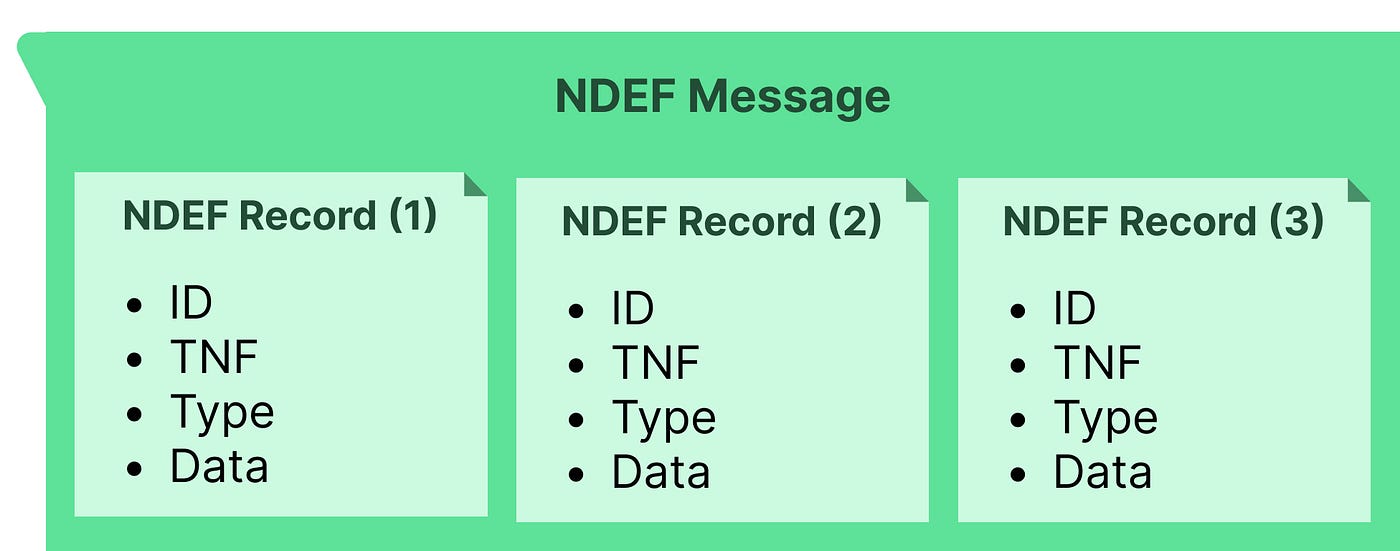 NDEF Message
NDEF Record (1)
• ID
• TNF
• Type
• Data
NDEF Record (2)
• ID
• TNF
• Type
• Data
NDEF Record (3)
• ID
• TNF
• Type
• Data